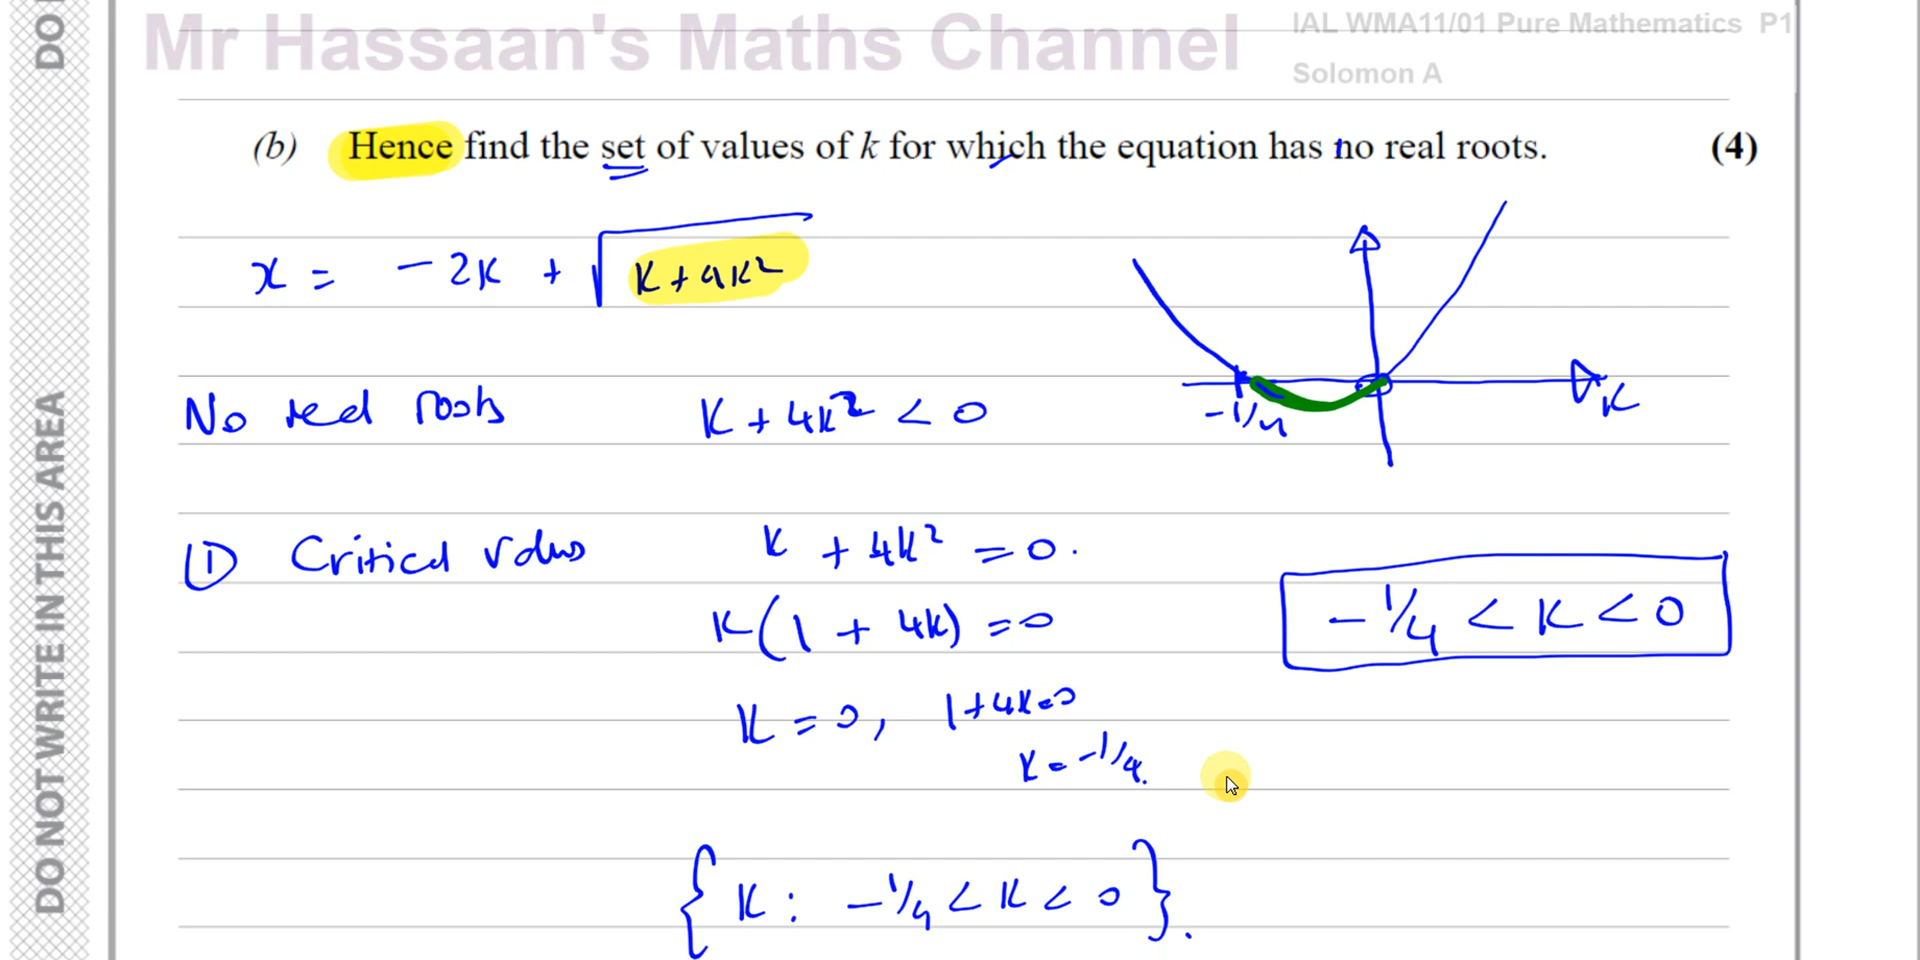 DO NOT WRITE IN THIS AREA
DO
Mr Hassaan's Maths Channel
IAL WMA11/01 Pure Mathematics P1
Solomon A
(b) Hence find the set of values of k for which the equation has no real roots. (4)
x = -2k + √k+4k²
No real roots k + 4k² < 0
-1/4 k
① Critical values k + 4k² = 0.
k(1 + 4k) = 0
-1/4 < k < 0
k = 0, 1+4k=0
k = -1/4.
{k: -1/4 < k < 0}.